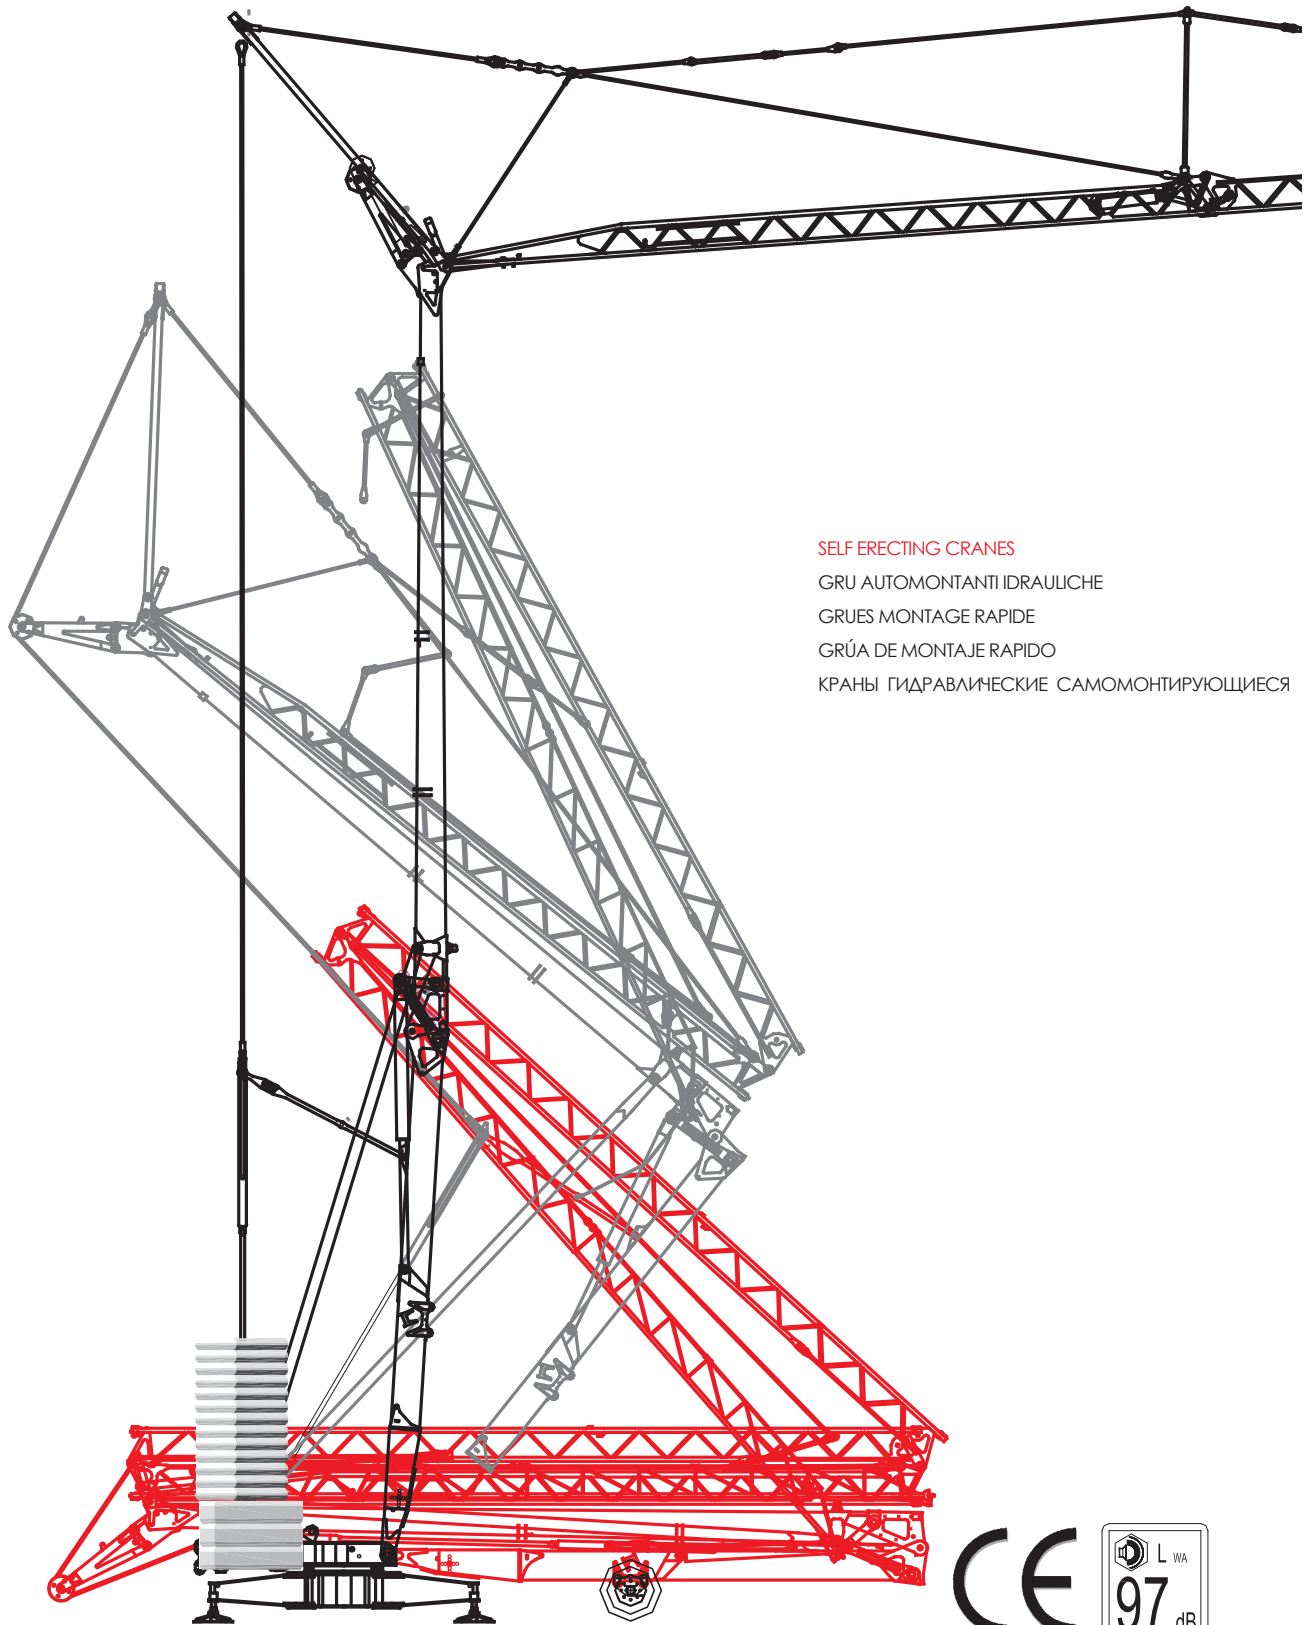 SELF ERECTING CRANES
GRU AUTOMONTANTI IDRAULICHE
GRUES MONTAGE RAPIDE
GRÚA DE MONTAJE RAPIDO
КРАНЫ ГИДРАВЛИЧЕСКИЕ САМОМОНТИРУЮЩИЕСЯ
CE
L WA
97 dB